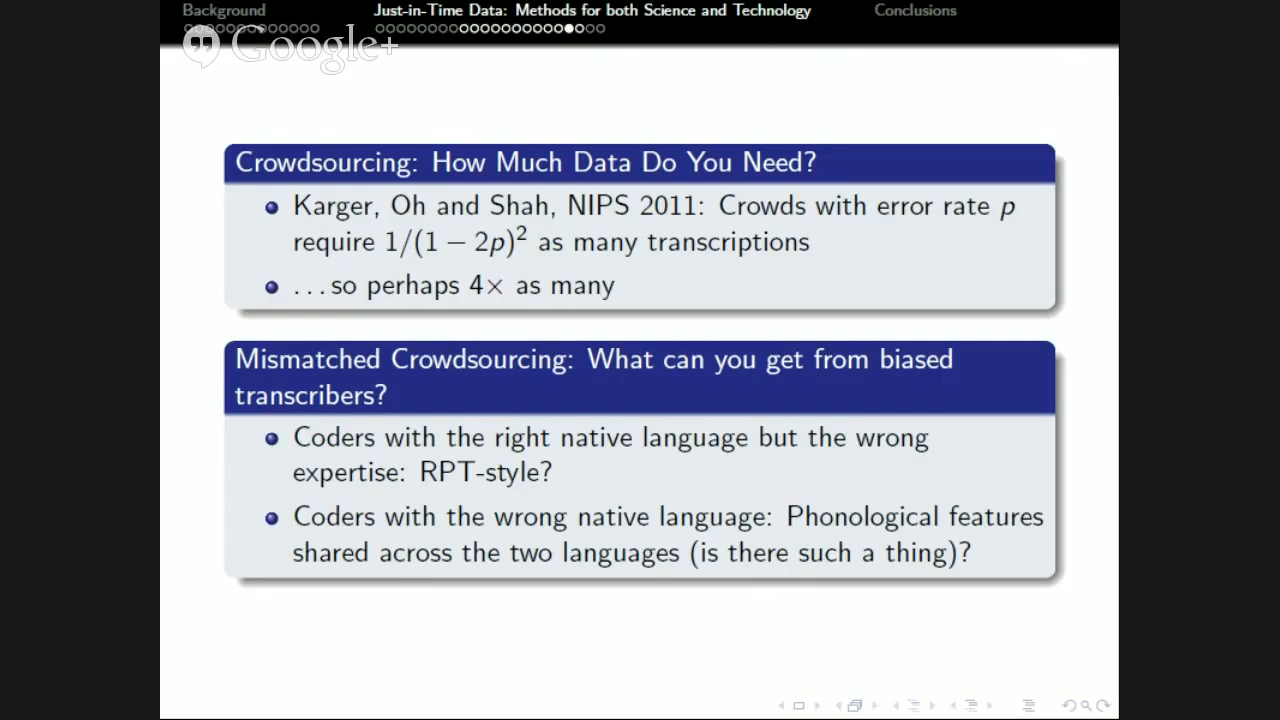 Background Just-in-Time Data: Methods for both Science and Technology Conclusions
Google+
Crowdsourcing: How Much Data Do You Need?
Karger, Oh and Shah, NIPS 2011: Crowds with error rate p
require 1/(1 − 2p)² as many transcriptions
...so perhaps 4× as many
Mismatched Crowdsourcing: What can you get from biased
transcribers?
Coders with the right native language but the wrong
expertise: RPT-style?
Coders with the wrong native language: Phonological features
shared across the two languages (is there such a thing)?